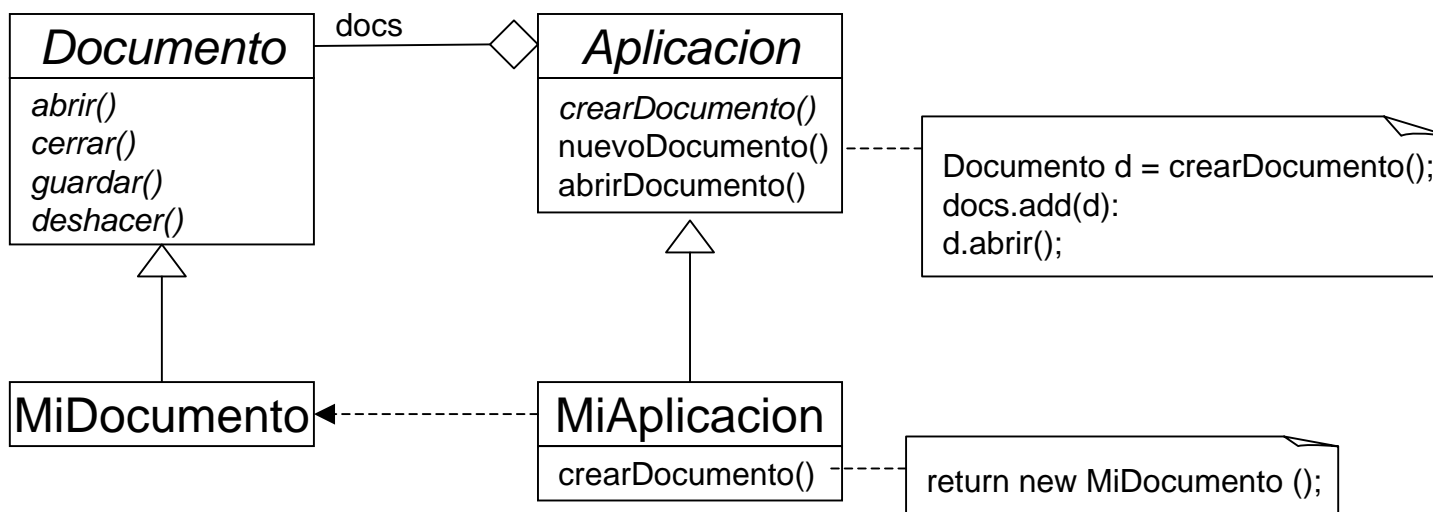 Documento
docs
Aplicacion
abrir()
cerrar()
guardar()
deshacer()
crearDocumento()
nuevoDocumento()
abrirDocumento()
Documento d = crearDocumento();
docs.add(d):
d.abrir();
MiDocumento
MiAplicacion
crearDocumento()
return new MiDocumento ();